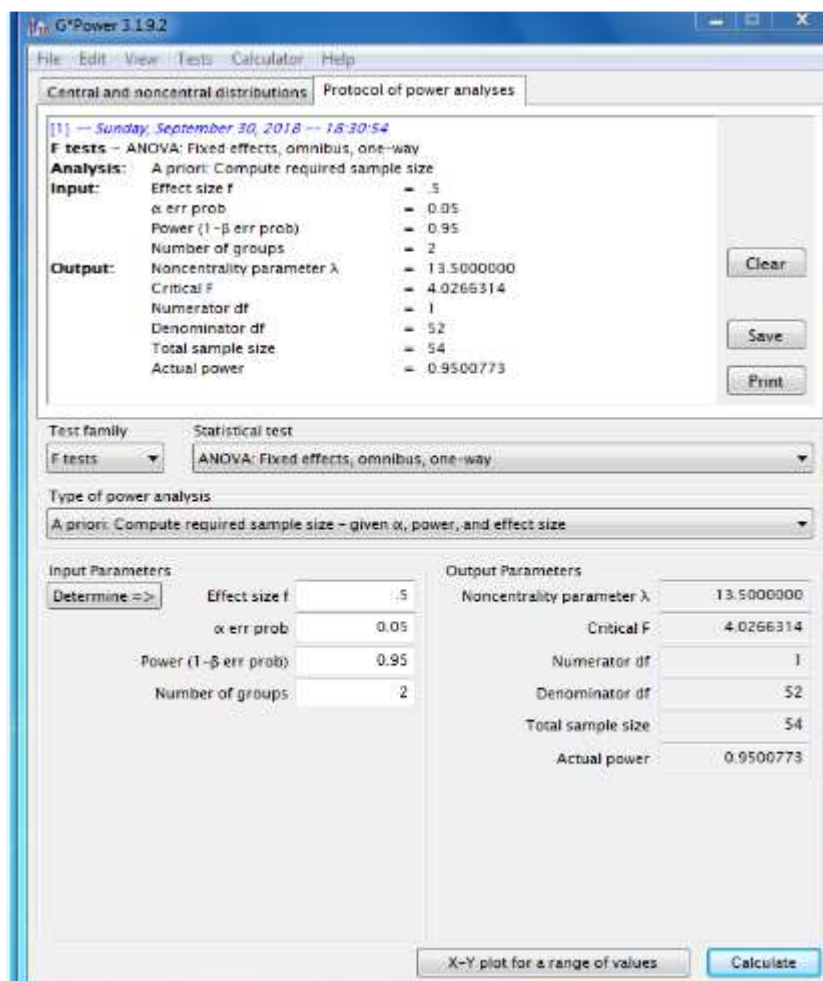 G*Power 3.1.9.2
File Edit View Tests Calculator Help
Central and noncentral distributions Protocol of power analyses
[1] -- Sunday, September 30, 2018 -- 18:30:54
F tests - ANOVA: Fixed effects, omnibus, one-way
Analysis: A priori: Compute required sample size
Input: Effect size f = .5
α err prob = 0.05
Power (1-β err prob) = 0.95
Number of groups = 2
Output: Noncentrality parameter λ = 13.5000000
Critical F = 4.0266314
Numerator df = 1
Denominator df = 52
Total sample size = 54
Actual power = 0.9500773
Clear
Save
Print
Test family Statistical test
F tests ANOVA: Fixed effects, omnibus, one-way
Type of power analysis
A priori: Compute required sample size - given α, power, and effect size
Input Parameters Output Parameters
Determine => Effect size f .5 Noncentrality parameter λ 13.5000000
α err prob 0.05 Critical F 4.0266314
Power (1-β err prob) 0.95 Numerator df 1
Number of groups 2 Denominator df 52
Total sample size 54
Actual power 0.9500773
X-Y plot for a range of values Calculate